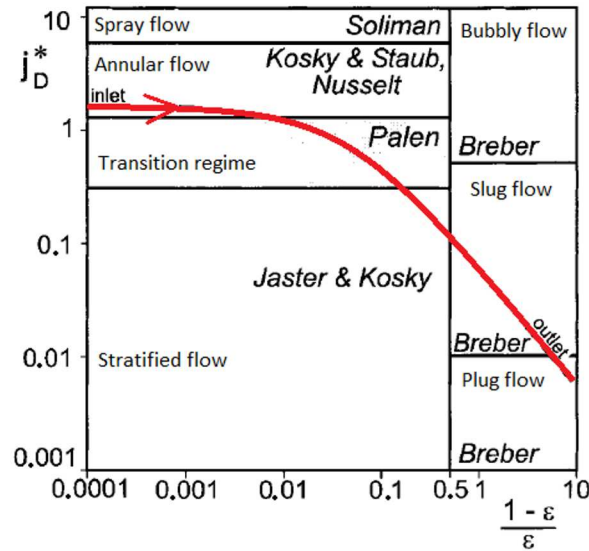 10
j*D
1
0.1
0.01
0.001
Spray flow
Soliman
Annular flow
Kosky & Staub,
Nusselt
inlet
Palen
Transition regime
Jaster & Kosky
Stratified flow
Bubbly flow
Breber
Slug flow
Breber
outlet
Plug flow
Breber
0.0001
0.001
0.01
0.1
0.5
1
10
1 - ε
ε